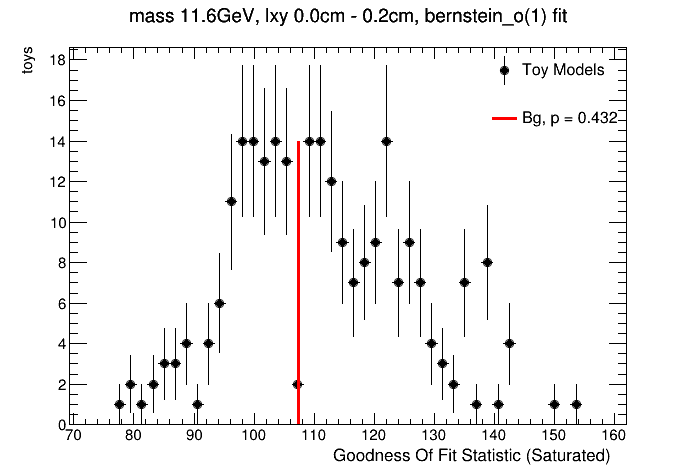 mass 11.6GeV, lxy 0.0cm - 0.2cm, bernstein_o(1) fit
toys
18
16
14
12
10
8
6
4
2
0
Toy Models
Bg, p = 0.432
70 80 90 100 110 120 130 140 150 160
Goodness Of Fit Statistic (Saturated)